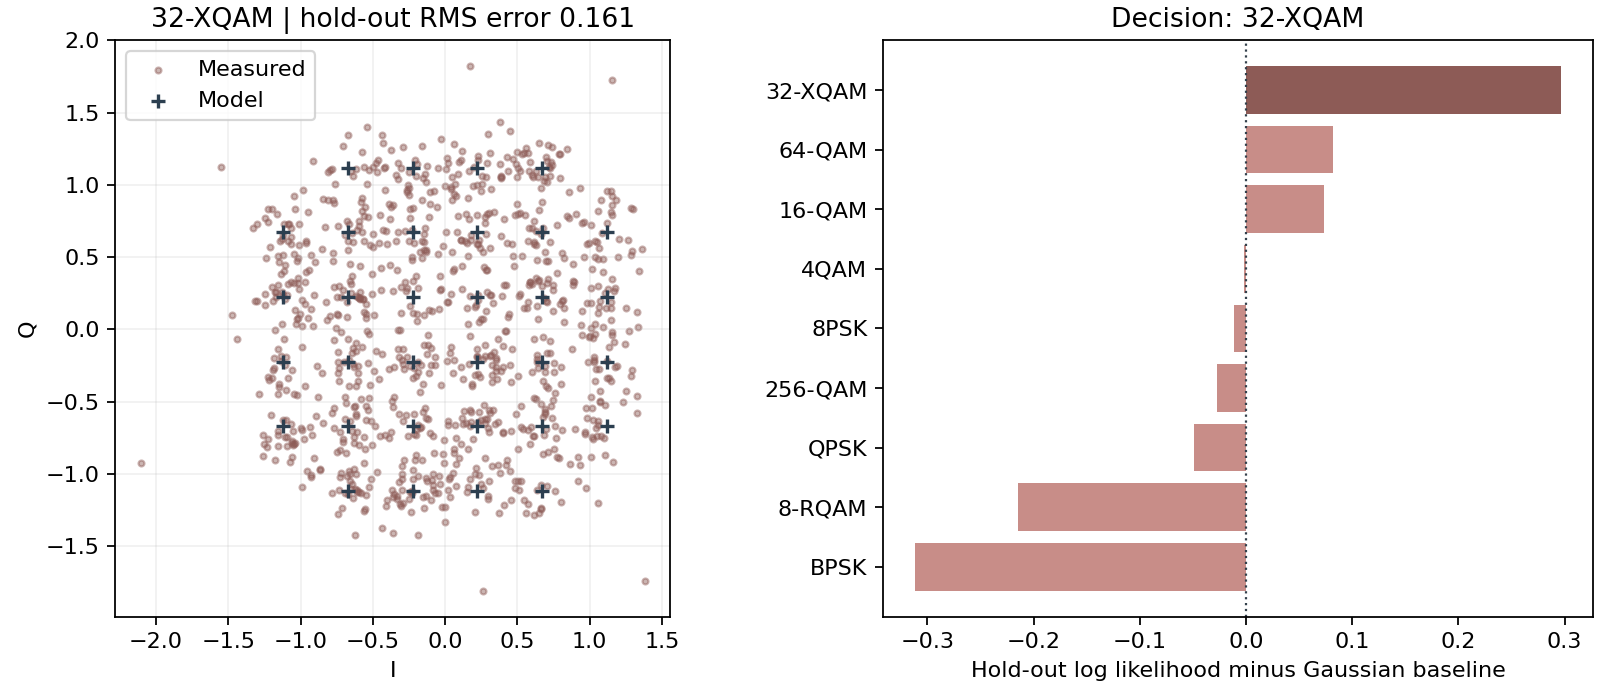 32-XQAM | hold-out RMS error 0.161
Measured
Model
2.0
1.5
1.0
0.5
0.0
−0.5
−1.0
−1.5
Q
−2.0 −1.5 −1.0 −0.5 0.0 0.5 1.0 1.5
I
Decision: 32-XQAM
32-XQAM
64-QAM
16-QAM
4QAM
8PSK
256-QAM
QPSK
8-RQAM
BPSK
−0.3 −0.2 −0.1 0.0 0.1 0.2 0.3
Hold-out log likelihood minus Gaussian baseline